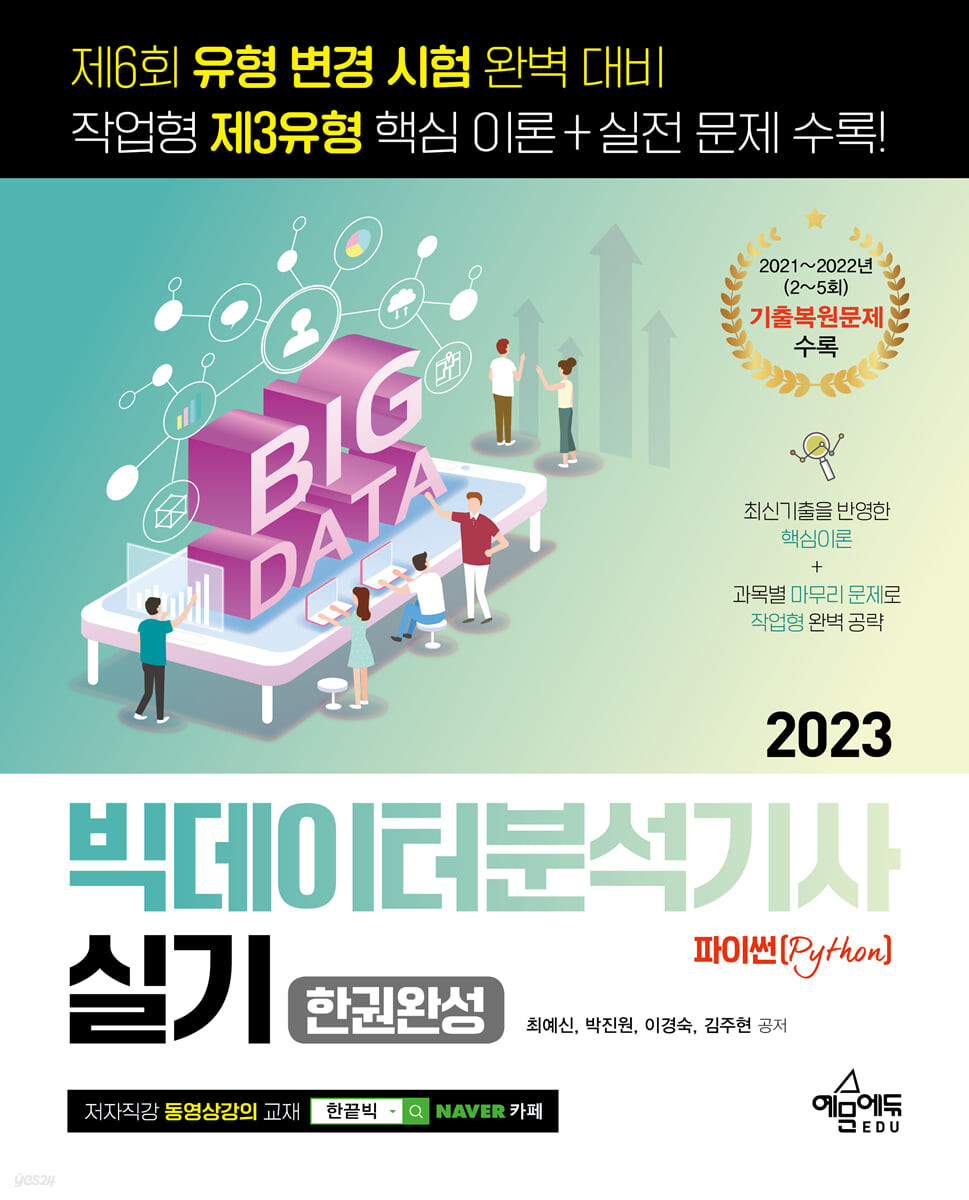 제6회 유형 변경 시험 완벽 대비
작업형 제3유형 핵심 이론 + 실전 문제 수록!
2021~2022년
(2~5회)
기출복원문제
수록
BIG
DATA
최신기출을 반영한
핵심이론
+
과목별 마무리 문제로
작업형 완벽 공략
2023
빅데이터분석기사
실기 한권완성
파이썬(Python)
최예신, 박진원, 이경숙, 김주현 공저
저자직강 동영상강의 교재 한끝빅 NAVER 카페
예문에듀
EDU
yes24